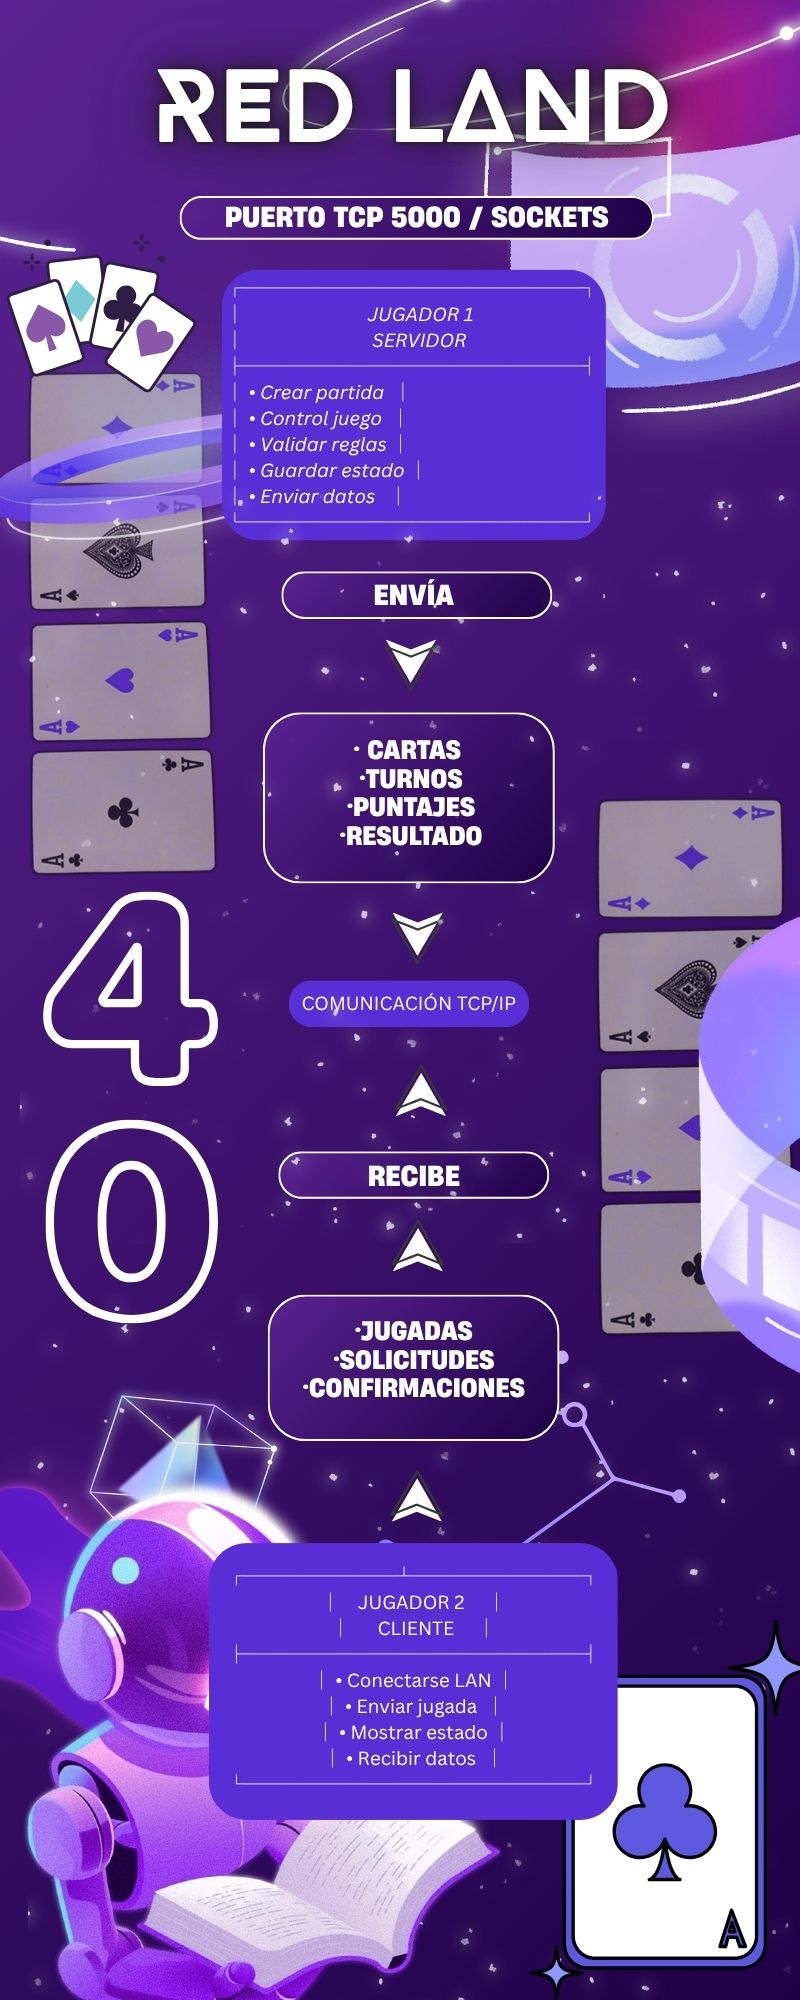 RED LAND
PUERTO TCP 5000 / SOCKETS
JUGADOR 1
SERVIDOR
• Crear partida |
• Control juego |
• Validar reglas |
• Guardar estado |
• Enviar datos |
A
A
A
A
A
A
A
ENVÍA
· CARTAS
·TURNOS
·PUNTAJES
·RESULTADO
COMUNICACIÓN TCP/IP
4
0
RECIBE
·JUGADAS
·SOLICITUDES
·CONFIRMACIONES
A
A
A
A
A
| JUGADOR 2 |
| CLIENTE |
| • Conectarse LAN |
| • Enviar jugada |
| • Mostrar estado |
| • Recibir datos |
A